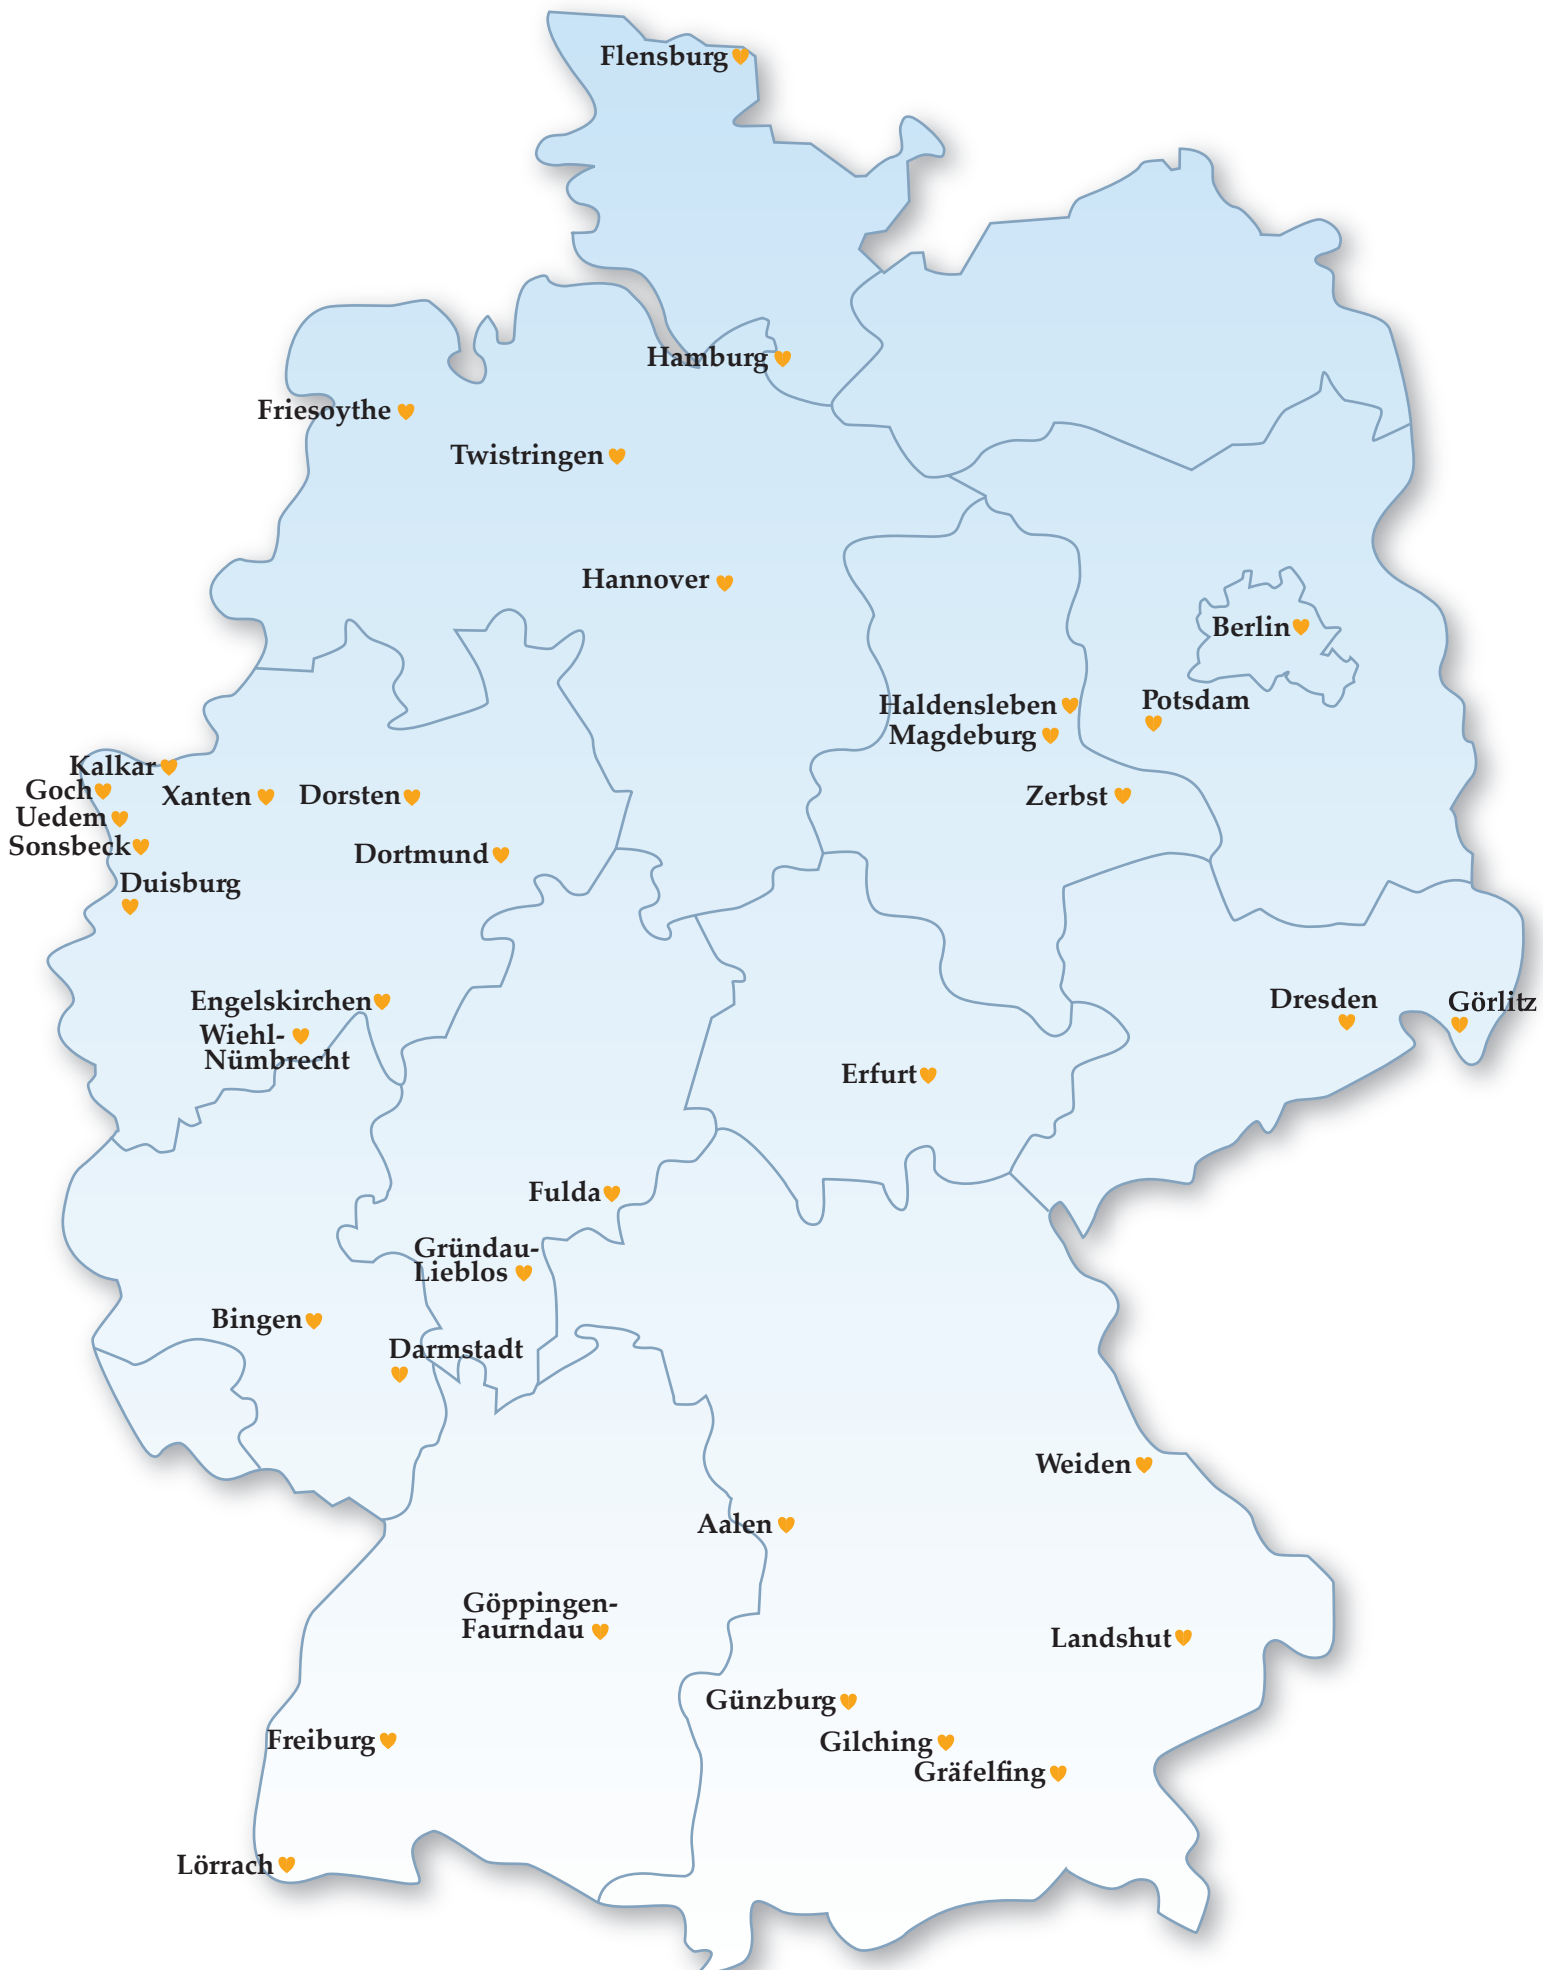 Flensburg
Hamburg
Friesoythe
Twistringen
Hannover
Berlin
Potsdam
Haldensleben
Magdeburg
Zerbst
Kalkar
Goch
Xanten
Dorsten
Uedem
Sonsbeck
Dortmund
Duisburg
Engelskirchen
Wiehl-
Nümbrecht
Dresden
Görlitz
Erfurt
Fulda
Gründau-
Lieblos
Bingen
Darmstadt
Weiden
Aalen
Göppingen-
Faurndau
Landshut
Günzburg
Freiburg
Gilching
Gräfelfing
Lörrach